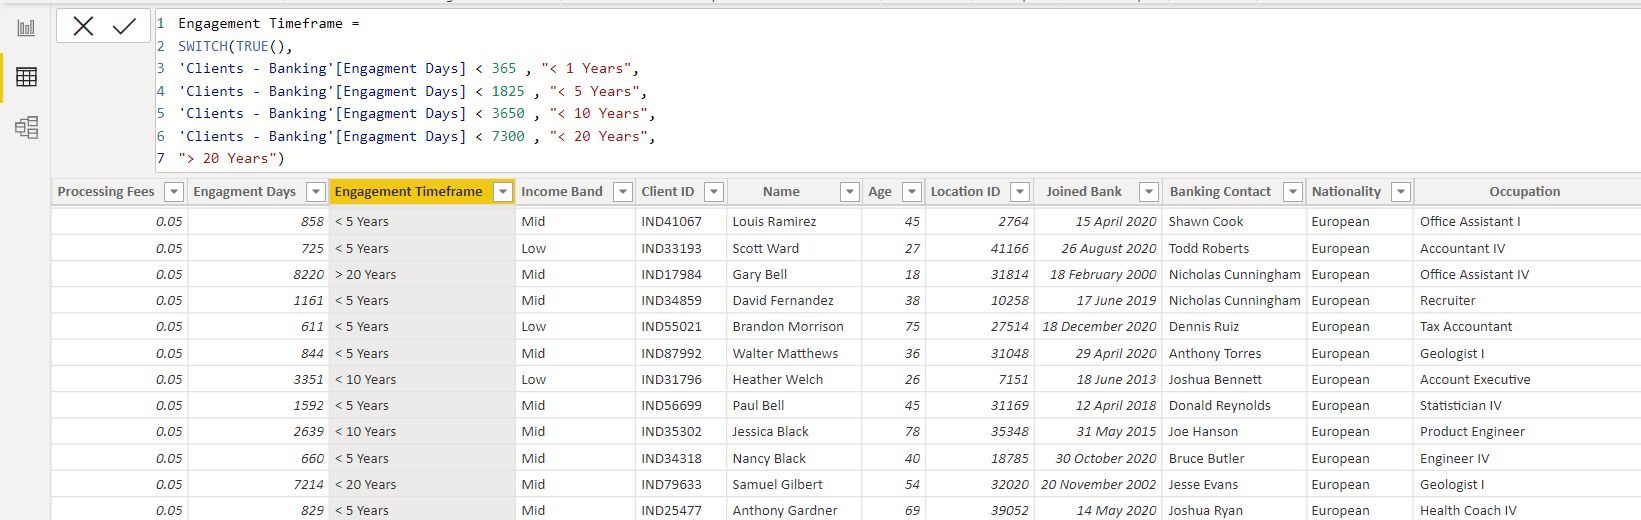 1 Engagement Timeframe =
2 SWITCH(TRUE(),
3 'Clients - Banking'[Engagment Days] < 365 , "< 1 Years",
4 'Clients - Banking'[Engagment Days] < 1825 , "< 5 Years",
5 'Clients - Banking'[Engagment Days] < 3650 , "< 10 Years",
6 'Clients - Banking'[Engagment Days] < 7300 , "< 20 Years",
7 "> 20 Years")
Processing Fees Engagment Days Engagement Timeframe Income Band Client ID Name Age Location ID Joined Bank Banking Contact Nationality Occupation
0.05 858 < 5 Years Mid IND41067 Louis Ramirez 45 2764 15 April 2020 Shawn Cook European Office Assistant I
0.05 725 < 5 Years Low IND33193 Scott Ward 27 41166 26 August 2020 Todd Roberts European Accountant IV
0.05 8220 > 20 Years Mid IND17984 Gary Bell 18 31814 18 February 2000 Nicholas Cunningham European Office Assistant IV
0.05 1161 < 5 Years Mid IND34859 David Fernandez 38 10258 17 June 2019 Nicholas Cunningham European Recruiter
0.05 611 < 5 Years Low IND55021 Brandon Morrison 75 27514 18 December 2020 Dennis Ruiz European Tax Accountant
0.05 844 < 5 Years Mid IND87992 Walter Matthews 36 31048 29 April 2020 Anthony Torres European Geologist I
0.05 3351 < 10 Years Low IND31796 Heather Welch 26 7151 18 June 2013 Joshua Bennett European Account Executive
0.05 1592 < 5 Years Mid IND56699 Paul Bell 45 31169 12 April 2018 Donald Reynolds European Statistician IV
0.05 2639 < 10 Years Mid IND35302 Jessica Black 78 35348 31 May 2015 Joe Hanson European Product Engineer
0.05 660 < 5 Years Mid IND34318 Nancy Black 40 18785 30 October 2020 Bruce Butler European Engineer IV
0.05 7214 < 20 Years Mid IND79633 Samuel Gilbert 54 32020 20 November 2002 Jesse Evans European Geologist I
0.05 829 < 5 Years Mid IND25477 Anthony Gardner 69 39052 14 May 2020 Joshua Ryan European Health Coach IV